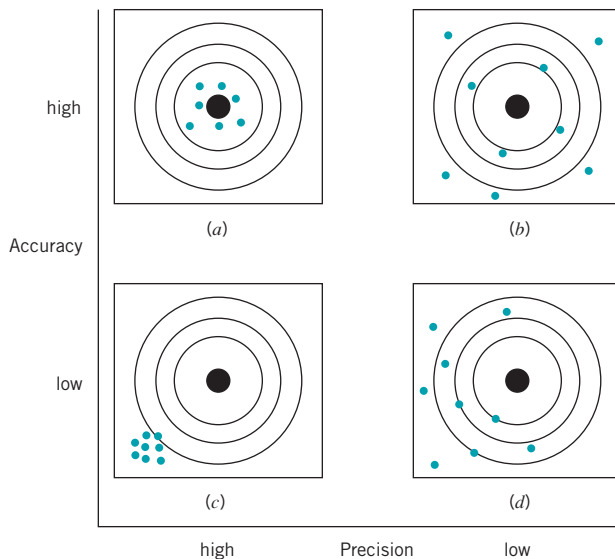 high
(a)
(b)
Accuracy
low
(c)
(d)
high Precision low